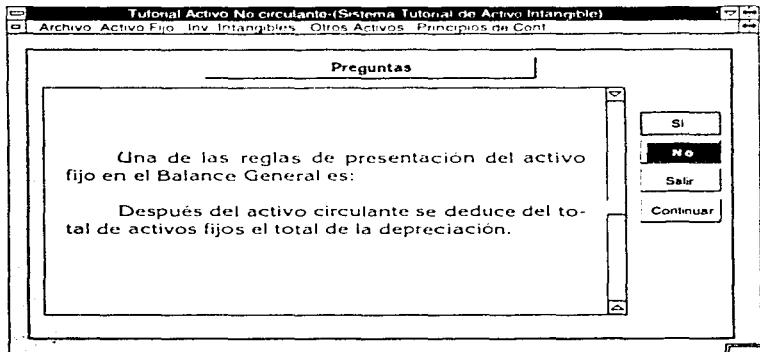 Tutorial Activo No circulante-(Sistema Tutorial de Activo Intangible)
Archivo Activo Fijo Inv. Intangibles Otros Activos Principios de Cont.
Preguntas
Una de las reglas de presentación del activo
fijo en el Balance General es:
Después del activo circulante se deduce del to-
tal de activos fijos el total de la depreciación.
Si
No
Salir
Continuar